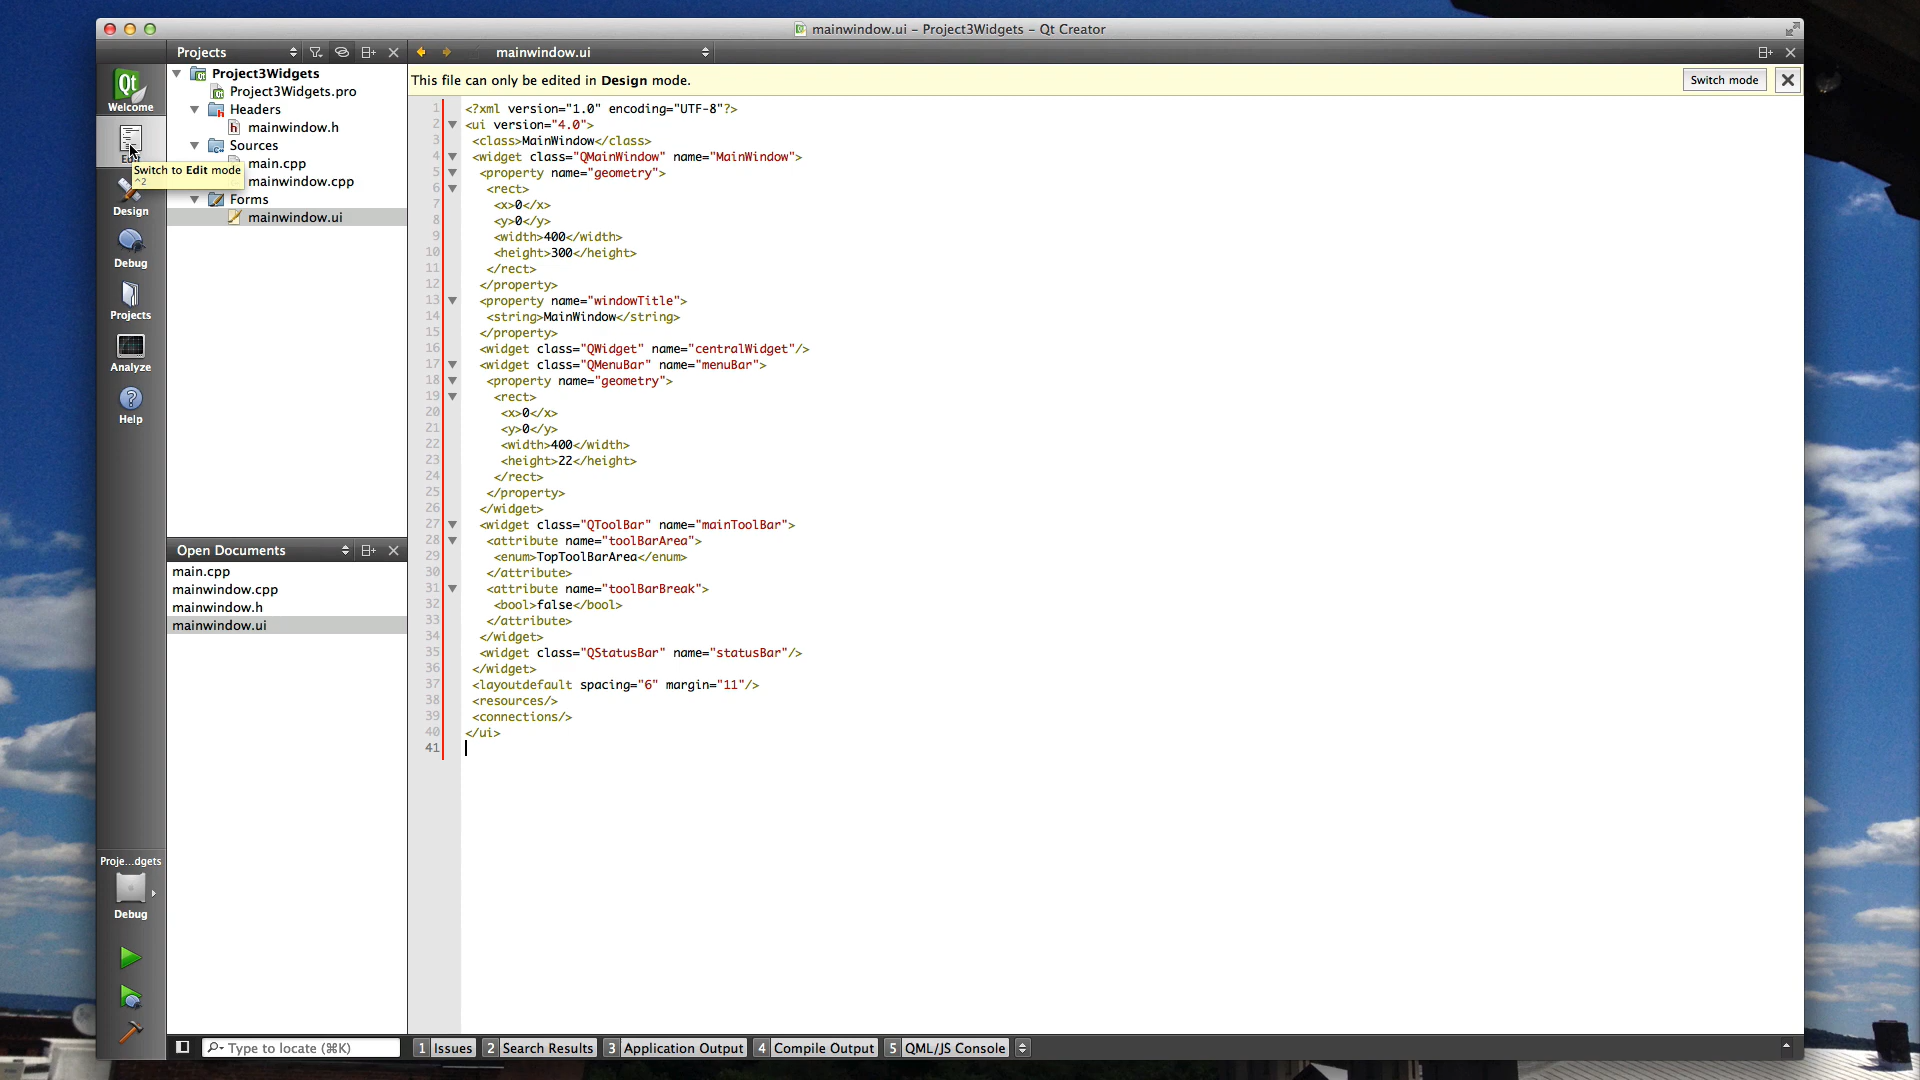 mainwindow.ui – Project3Widgets – Qt Creator
Projects
mainwindow.ui
This file can only be edited in Design mode.
Switch mode
Welcome
Edit
Design
Debug
Projects
Analyze
Help
Switch to Edit mode
^2
Project3Widgets
Project3Widgets.pro
Headers
mainwindow.h
Sources
main.cpp
mainwindow.cpp
Forms
mainwindow.ui
Open Documents
main.cpp
mainwindow.cpp
mainwindow.h
mainwindow.ui
1 <?xml version="1.0" encoding="UTF-8"?>
2 <ui version="4.0">
3 <class>MainWindow</class>
4 <widget class="QMainWindow" name="MainWindow">
5 <property name="geometry">
6 <rect>
7 <x>0</x>
8 <y>0</y>
9 <width>400</width>
10 <height>300</height>
11 </rect>
12 </property>
13 <property name="windowTitle">
14 <string>MainWindow</string>
15 </property>
16 <widget class="QWidget" name="centralWidget"/>
17 <widget class="QMenuBar" name="menuBar">
18 <property name="geometry">
19 <rect>
20 <x>0</x>
21 <y>0</y>
22 <width>400</width>
23 <height>22</height>
24 </rect>
25 </property>
26 </widget>
27 <widget class="QToolBar" name="mainToolBar">
28 <attribute name="toolBarArea">
29 <enum>TopToolBarArea</enum>
30 </attribute>
31 <attribute name="toolBarBreak">
32 <bool>false</bool>
33 </attribute>
34 </widget>
35 <widget class="QStatusBar" name="statusBar"/>
36 </widget>
37 <layoutdefault spacing="6" margin="11"/>
38 <resources/>
39 <connections/>
40 </ui>
41
Proje...dgets
Debug
Type to locate (⌘K)
1 Issues
2 Search Results
3 Application Output
4 Compile Output
5 QML/JS Console